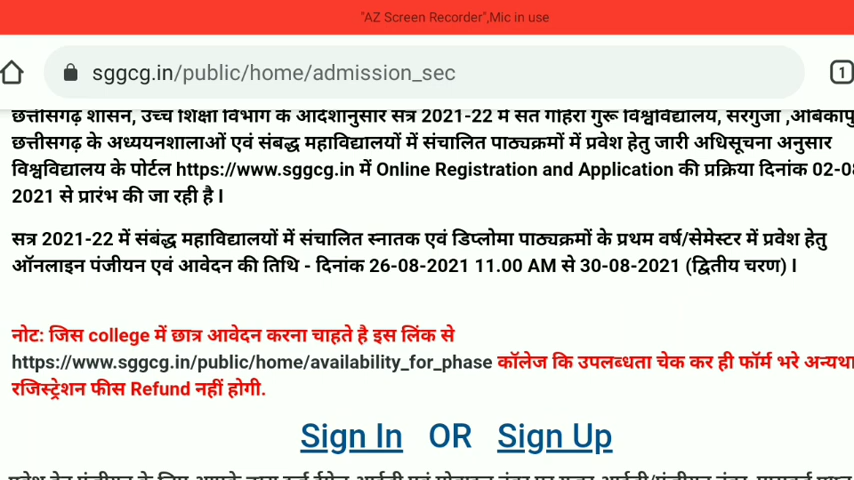 "AZ Screen Recorder",Mic in use
sggcg.in/public/home/admission_sec
1
छत्तीसगढ़ शासन, उच्च शिक्षा विभाग के आदेशानुसार सत्र 2021-22 में संत गहिरा गुरू विश्वविद्यालय, सरगुजा ,अंबिकापु
छत्तीसगढ़ के अध्ययनशालाओं एवं संबद्ध महाविद्यालयों में संचालित पाठ्यक्रमों में प्रवेश हेतु जारी अधिसूचना अनुसार
विश्वविद्यालय के पोर्टल https://www.sggcg.in में Online Registration and Application की प्रक्रिया दिनांक 02-08
2021 से प्रारंभ की जा रही है I
सत्र 2021-22 में संबंद्ध महाविद्यालयों में संचालित स्नातक एवं डिप्लोमा पाठ्यक्रमों के प्रथम वर्ष/सेमेस्टर में प्रवेश हेतु
ऑनलाइन पंजीयन एवं आवेदन की तिथि - दिनांक 26-08-2021 11.00 AM से 30-08-2021 (द्वितीय चरण) I
नोट: जिस college में छात्र आवेदन करना चाहते है इस लिंक से
https://www.sggcg.in/public/home/availability_for_phase कॉलेज कि उपलब्धता चेक कर ही फॉर्म भरे अन्यथा
रजिस्ट्रेशन फीस Refund नहीं होगी.
Sign In OR Sign Up